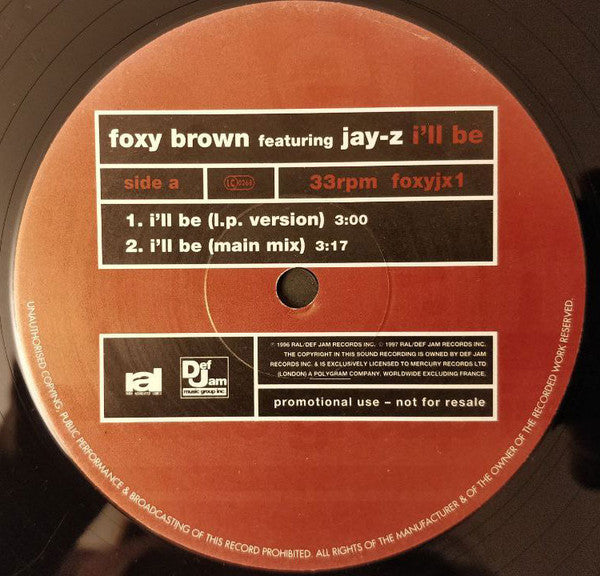 foxy brown featuring jay-z i'll be
side a
LC 0268
33rpm foxyjx1
1. i'll be (l.p. version) 3:00
2. i'll be (main mix) 3:17
ral
Def Jam
music group inc.
℗ 1996 RAL/DEF JAM RECORDS INC. © 1997 RAL/DEF JAM RECORDS INC.
THE COPYRIGHT IN THIS SOUND RECORDING IS OWNED BY DEF JAM
RECORDS INC. & IS EXCLUSIVELY LICENSED TO MERCURY RECORDS LTD
(LONDON) A POLYGRAM COMPANY. WORLDWIDE EXCLUDING FRANCE.
promotional use – not for resale
UNAUTHORISED COPYING, PUBLIC PERFORMANCE & BROADCASTING OF THIS RECORD PROHIBITED. ALL RIGHTS OF THE MANUFACTURER & OF THE OWNER OF THE RECORDED WORK RESERVED.